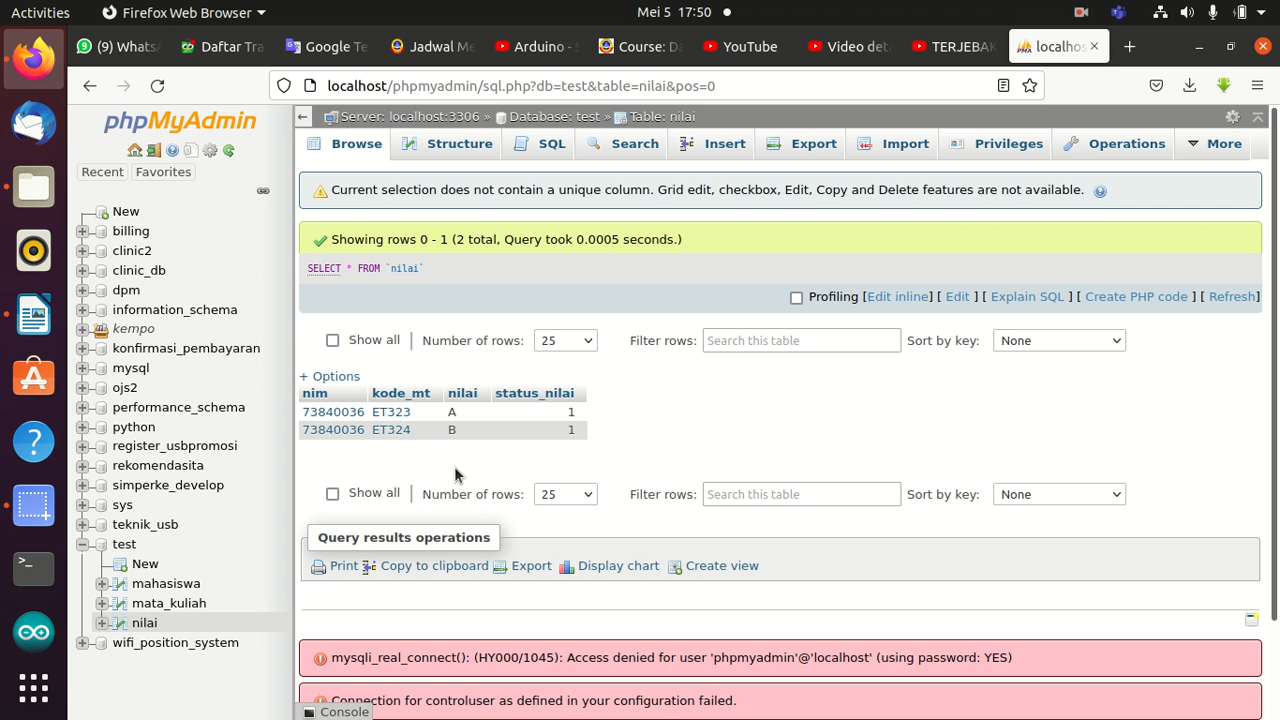 Activities
Firefox Web Browser
Mei 5 17:50
(9) Whats
Daftar Tra
Google Te
Jadwal Me
Arduino -
Course: Da
YouTube
Video det
TERJEBAK
localhos
localhost/phpmyadmin/sql.php?db=test&table=nilai&pos=0
phpMyAdmin
Recent
Favorites
New
billing
clinic2
clinic_db
dpm
information_schema
kempo
konfirmasi_pembayaran
mysql
ojs2
performance_schema
python
register_usbpromosi
rekomendasita
simperke_develop
sys
teknik_usb
test
New
mahasiswa
mata_kuliah
nilai
wifi_position_system
Server: localhost:3306 » Database: test » Table: nilai
Browse Structure SQL Search Insert Export Import Privileges Operations More
Current selection does not contain a unique column. Grid edit, checkbox, Edit, Copy and Delete features are not available.
Showing rows 0 - 1 (2 total, Query took 0.0005 seconds.)
SELECT * FROM `nilai`
Profiling [Edit inline] [ Edit ] [ Explain SQL ] [ Create PHP code ] [ Refresh]
Show all Number of rows: 25 Filter rows: Search this table Sort by key: None
+ Options
nim kode_mt nilai status_nilai
73840036 ET323 A 1
73840036 ET324 B 1
Show all Number of rows: 25 Filter rows: Search this table Sort by key: None
Query results operations
Print Copy to clipboard Export Display chart Create view
mysqli_real_connect(): (HY000/1045): Access denied for user 'phpmyadmin'@'localhost' (using password: YES)
Connection for controluser as defined in your configuration failed.
Console